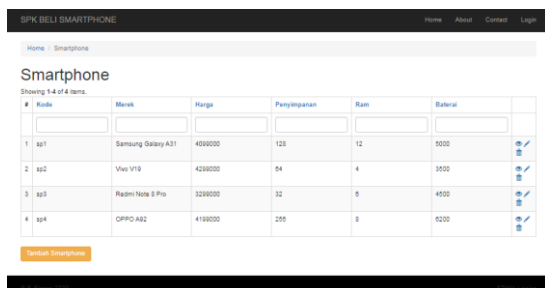 SPK BELI SMARTPHONE Home About Contact Login
Home / Smartphone
Smartphone
Showing 1-4 of 4 items.
# Kode Merek Harga Penyimpanan Ram Baterai
1 sp1 Samsung Galaxy A31 4099000 128 12 5000
2 sp2 Vivo V19 4299000 64 4 3500
3 sp3 Redmi Note 8 Pro 3299000 32 6 4500
4 sp4 OPPO A92 4199000 256 8 6200
Tambah Smartphone